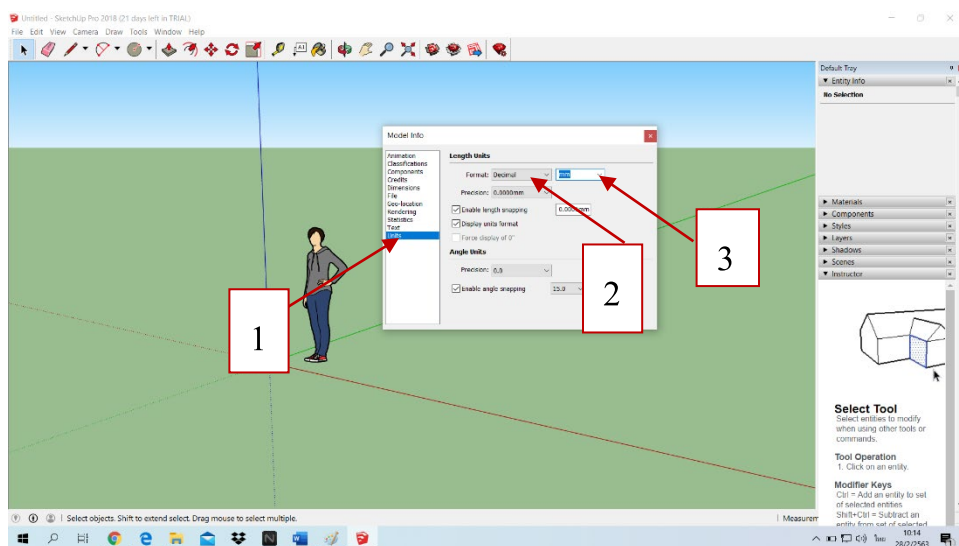 Untitled - SketchUp Pro 2018 (21 days left in TRIAL)
File Edit View Camera Draw Tools Window Help
Default Tray
Entity Info
No Selection
Model Info
Animation
Classifications
Components
Credits
Dimensions
File
Geo-location
Rendering
Statistics
Text
Units
Length Units
Format: Decimal mm
Precision: 0.0000mm
Enable length snapping 0.000mm
Display units format
Force display of 0"
Angle Units
Precision: 0.0
Enable angle snapping 15.0
1
2
3
Materials
Components
Styles
Layers
Shadows
Scenes
Instructor
Select Tool
Select entities to modify
when using other tools or
commands.
Tool Operation
1. Click on an entity.
Modifier Keys
Ctrl = Add an entity to set
of selected entities
Shift+Ctrl = Subtract an
entity from set of selected
Select objects. Shift to extend select. Drag mouse to select multiple.
Measurem
ไทย
10:14
28/2/2563